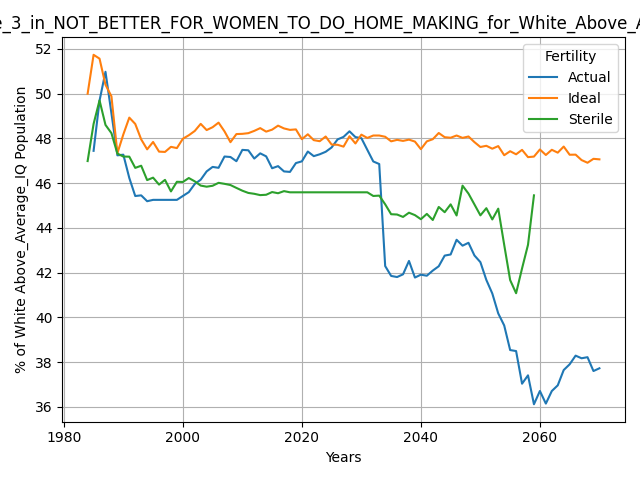 e_3_in_NOT_BETTER_FOR_WOMEN_TO_DO_HOME_MAKING_for_White_Above_A
% of White Above_Average_IQ Population
52
50
48
46
44
42
40
38
36
1980
2000
2020
2040
2060
Years
Fertility
Actual
Ideal
Sterile